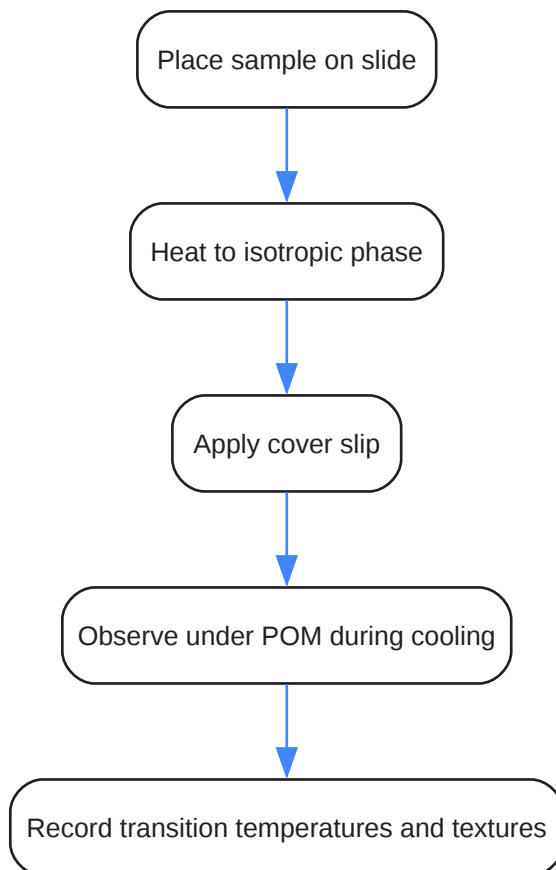 Place sample on slide
Heat to isotropic phase
Apply cover slip
Observe under POM during cooling
Record transition temperatures and textures